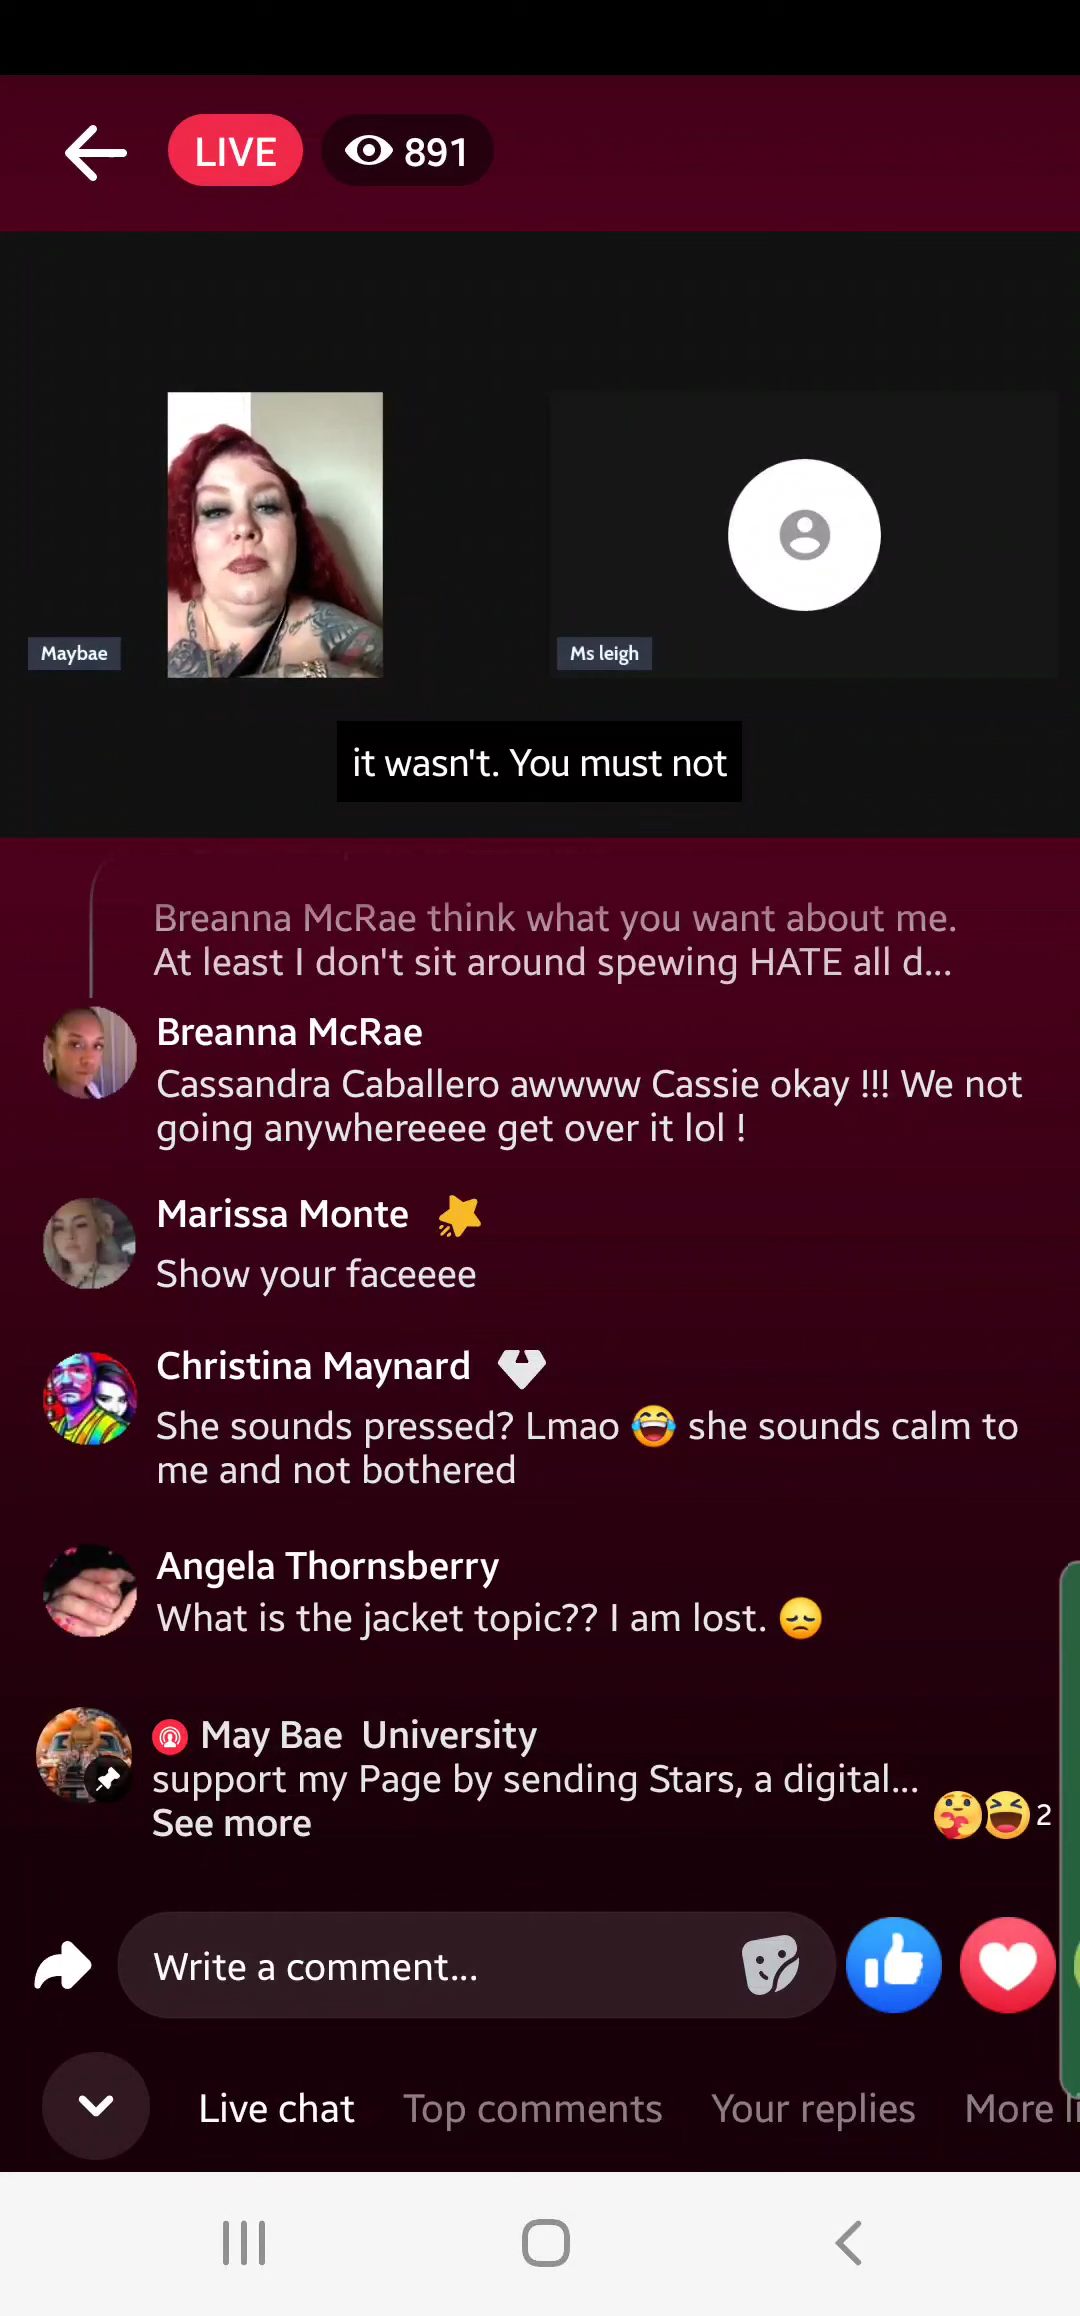 LIVE
891
Maybae
Ms leigh
it wasn't. You must not
Breanna McRae think what you want about me.
At least I don't sit around spewing HATE all d...
Breanna McRae
Cassandra Caballero awwww Cassie okay !!! We not
going anywhereeee get over it lol !
Marissa Monte
Show your faceeee
Christina Maynard
She sounds pressed? Lmao 😂 she sounds calm to
me and not bothered
Angela Thornsberry
What is the jacket topic?? I am lost. 😞
May Bae University
support my Page by sending Stars, a digital...
See more
2
Write a comment...
Live chat Top comments Your replies More li